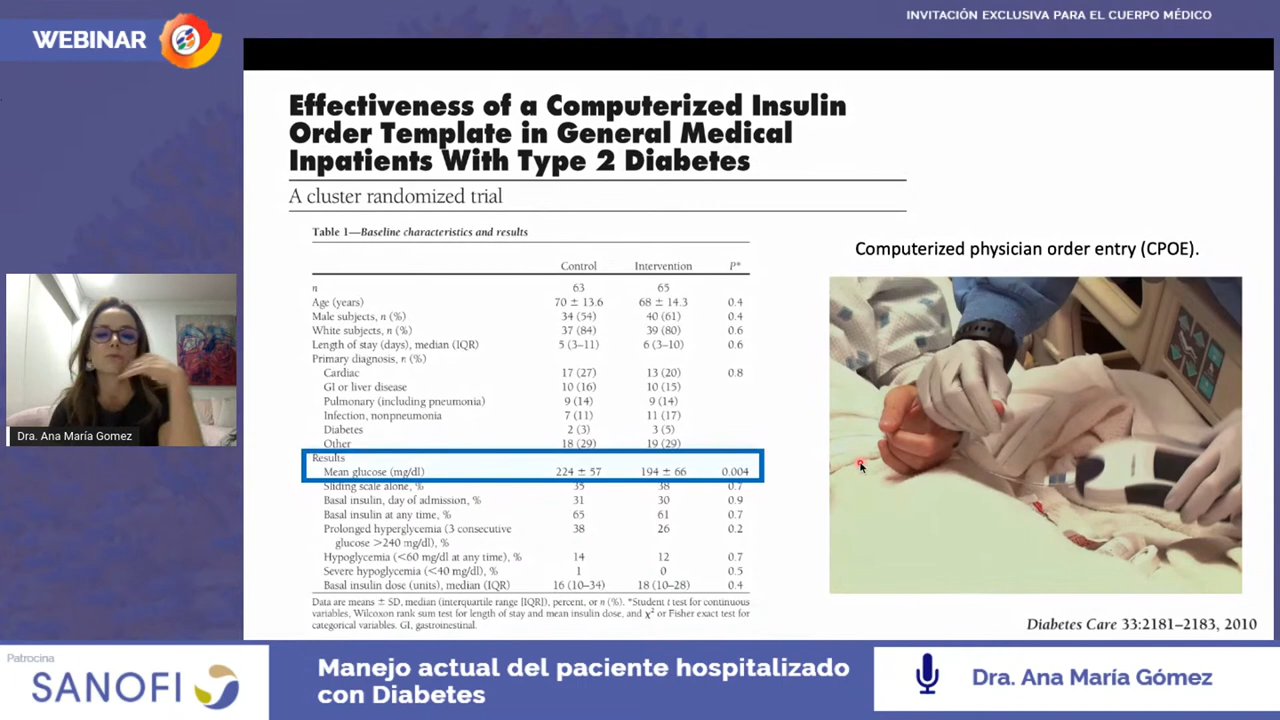 WEBINAR
INVITACIÓN EXCLUSIVA PARA EL CUERPO MÉDICO
Effectiveness of a Computerized Insulin
Order Template in General Medical
Inpatients With Type 2 Diabetes
A cluster randomized trial
Table 1—Baseline characteristics and results
Control Intervention P*
n 63 65
Age (years) 70 ± 13.6 68 ± 14.3 0.4
Male subjects, n (%) 34 (54) 40 (61) 0.4
White subjects, n (%) 37 (84) 39 (80) 0.6
Length of stay (days), median (IQR) 5 (3–11) 6 (3–10) 0.6
Primary diagnosis, n (%)
Cardiac 17 (27) 13 (20) 0.8
GI or liver disease 10 (16) 10 (15)
Pulmonary (including pneumonia) 9 (14) 9 (14)
Infection, nonpneumonia 7 (11) 11 (17)
Diabetes 2 (3) 3 (5)
Other 18 (29) 19 (29)
Results
Mean glucose (mg/dl) 224 ± 57 194 ± 66 0.004
Sliding scale alone, % 35 38 0.7
Basal insulin, day of admission, % 31 30 0.9
Basal insulin at any time, % 65 61 0.7
Prolonged hyperglycemia (3 consecutive 38 26 0.2
glucose >240 mg/dl), %
Hypoglycemia (<60 mg/dl at any time), % 14 12 0.7
Severe hypoglycemia (<40 mg/dl), % 1 0 0.5
Basal insulin dose (units), median (IQR) 16 (10–34) 18 (10–28) 0.4
Data are means ± SD, median (interquartile range [IQR]), percent, or n (%). *Student t test for continuous
variables, Wilcoxon rank sum test for length of stay and mean insulin dose, and χ² or Fisher exact test for
categorical variables. GI, gastroinestinal.
Computerized physician order entry (CPOE).
Diabetes Care 33:2181–2183, 2010
Dra. Ana María Gomez
Patrocina
SANOFI
Manejo actual del paciente hospitalizado
con Diabetes
Dra. Ana María Gómez